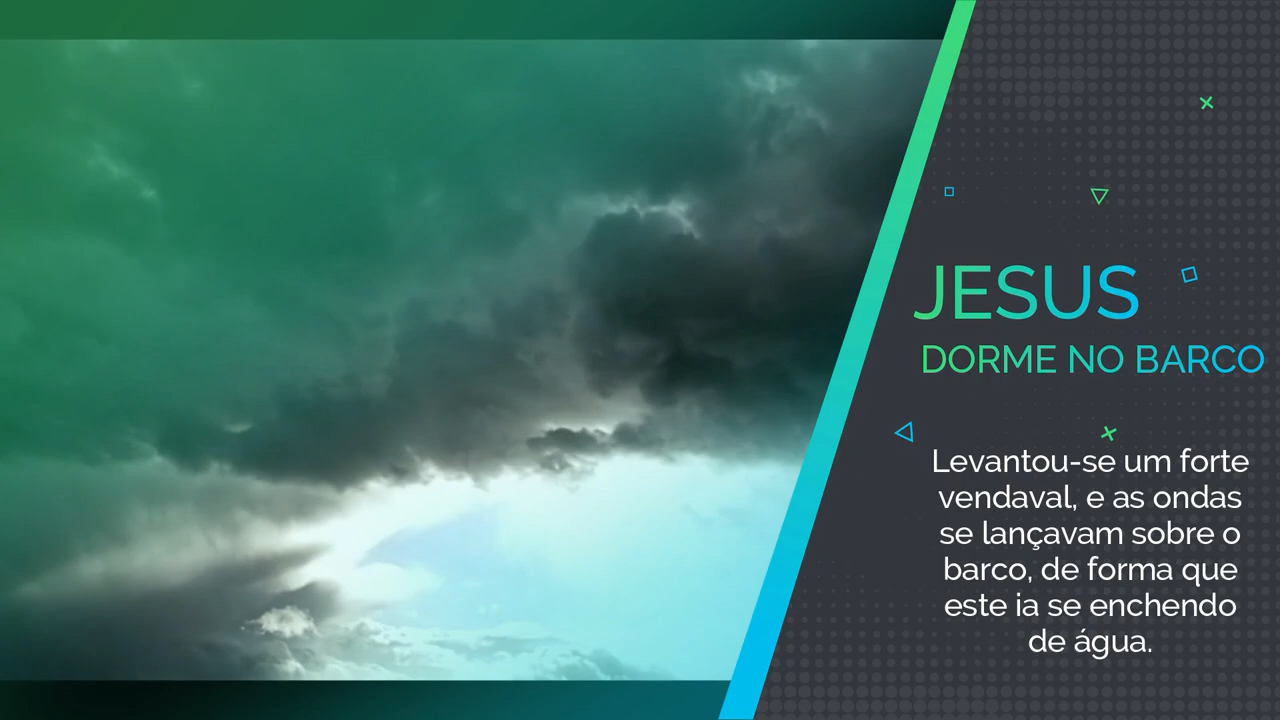 JESUS
DORME NO BARCO
Levantou-se um forte
vendaval, e as ondas
se lançavam sobre o
barco, de forma que
este ia se enchendo
de água.